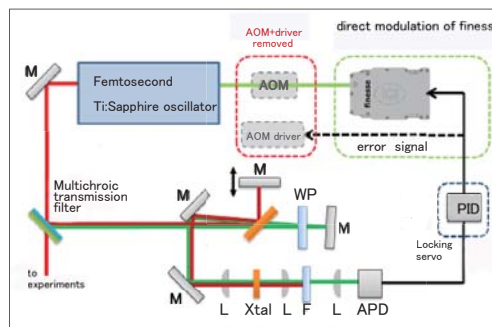 direct modulation of finess
AOM+driver
removed
M
Femtosecond
Ti:Sapphire oscillator
AOM
finesse
AOM driver
error signal
M
Multichroic
transmission
filter
M
WP
M
PID
Locking
servo
to
experiments
M
L
Xtal
L
F
L
APD